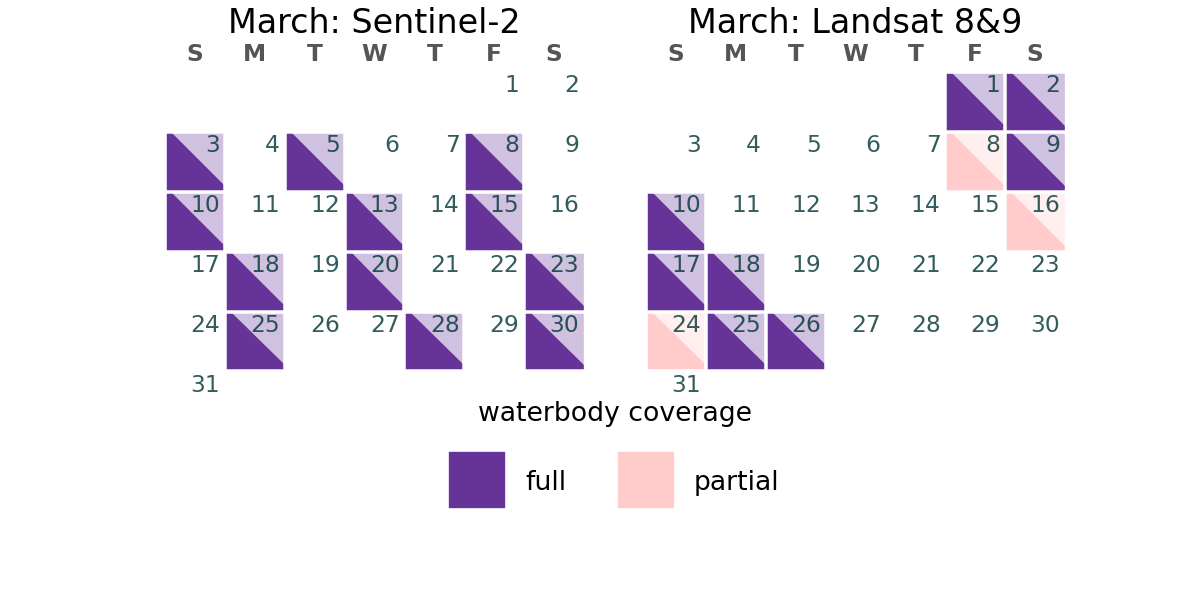 March: Sentinel-2
S M T W T F S
1 2
3 4 5 6 7 8 9
10 11 12 13 14 15 16
17 18 19 20 21 22 23
24 25 26 27 28 29 30
31
March: Landsat 8&9
S M T W T F S
1 2
3 4 5 6 7 8 9
10 11 12 13 14 15 16
17 18 19 20 21 22 23
24 25 26 27 28 29 30
31
waterbody coverage
full partial